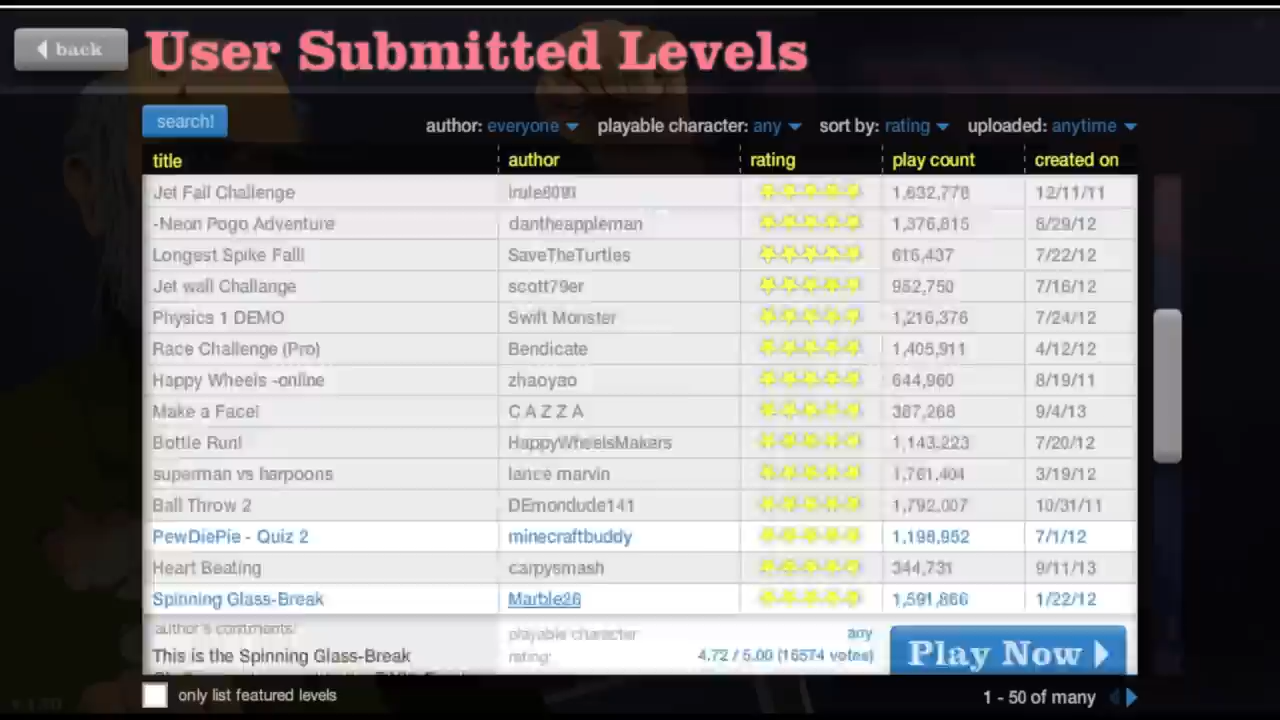 back User Submitted Levels
search! author: everyone playable character: any sort by: rating uploaded: anytime
title author rating play count created on
Jet Fail Challenge 1,632,778 12/11/11
-Neon Pogo Adventure dantheappleman 1,376,815 8/29/12
Longest Spike Fall! SaveTheTurtles 616,437 7/22/12
Jet wall Challange scott79er 952,750 7/16/12
Physics 1 DEMO Swift Monster 1,216,376 7/24/12
Race Challenge (Pro) Bendicate 1,405,911 4/12/12
Happy Wheels -online zhaoyao 644,960 8/19/11
Make a Face! C A Z Z A 387,268 9/4/13
Bottle Run! HappyWheelsMakers 1,143,223 7/20/12
superman vs harpoons lance marvin 1,761,404 3/19/12
Ball Throw 2 DEmondude141 1,792,007 10/31/11
PewDiePie - Quiz 2 minecraftbuddy 1,198,952 7/1/12
Heart Beating carpysmash 344,731 9/11/13
Spinning Glass-Break Marble26 1,591,866 1/22/12
author's comments: playable character any
This is the Spinning Glass-Break rating: 4.72 / 5.00 (16574 votes) Play Now
only list featured levels 1 - 50 of many